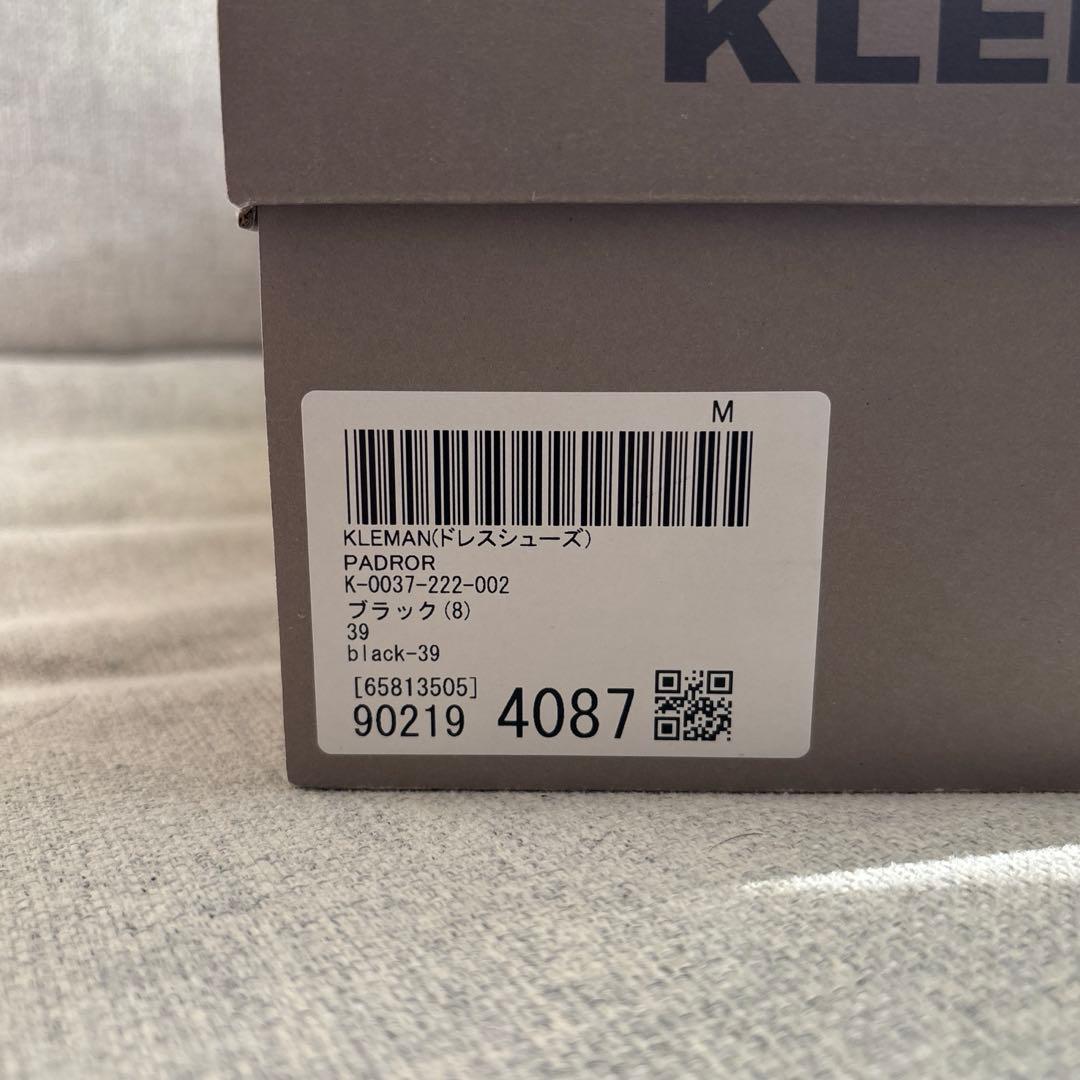 KLE
M
KLEMAN(ドレスシューズ)
PADROR
K-0037-222-002
ブラック(8)
39
black-39
[65813505]
90219 4087